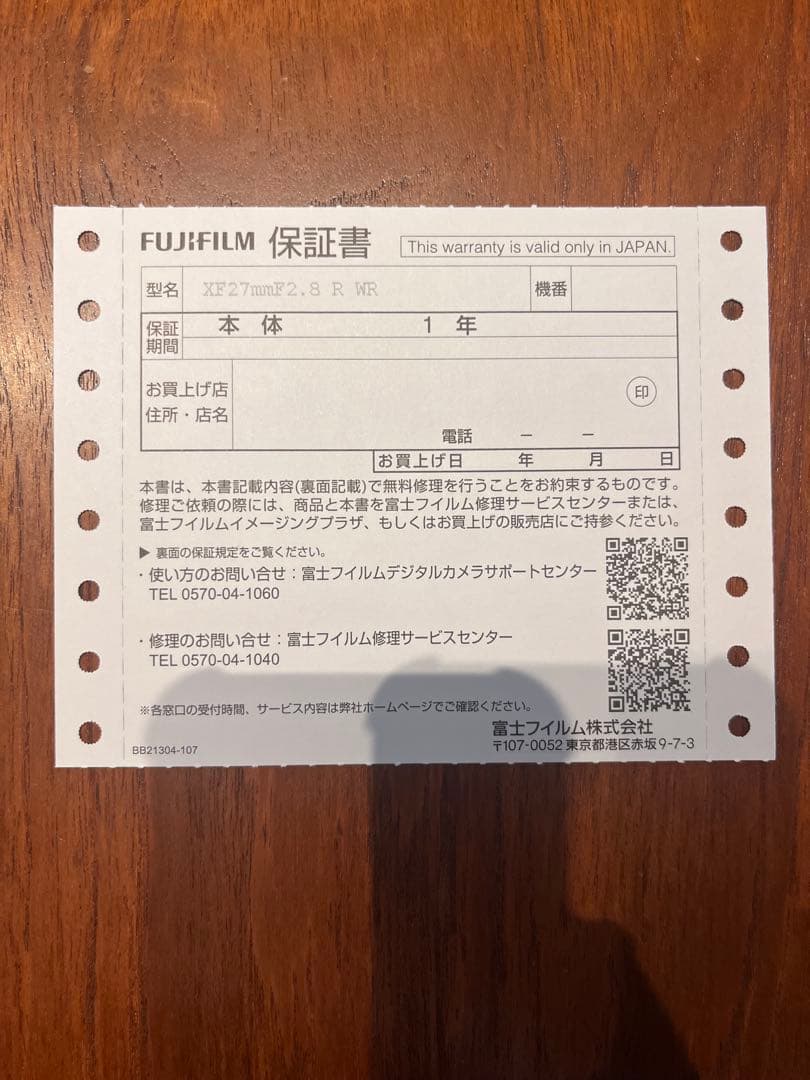 FUJIFILM 保証書 This warranty is valid only in JAPAN.
型名 XF27mmF2.8 R WR 機番
保証期間 本体 1年
お買上げ店
住所・店名 印
電話 － －
お買上げ日 年 月 日
本書は、本書記載内容(裏面記載)で無料修理を行うことをお約束するものです。
修理ご依頼の際には、商品と本書を富士フイルム修理サービスセンターまたは、
富士フイルムイメージングプラザ、もしくはお買上げの販売店にご持参ください。
▶ 裏面の保証規定をご覧ください。
・使い方のお問い合せ：富士フイルムデジタルカメラサポートセンター
TEL 0570-04-1060
・修理のお問い合せ：富士フイルム修理サービスセンター
TEL 0570-04-1040
※各窓口の受付時間、サービス内容は弊社ホームページでご確認ください。
富士フイルム株式会社
BB21304-107 〒107-0052 東京都港区赤坂9-7-3